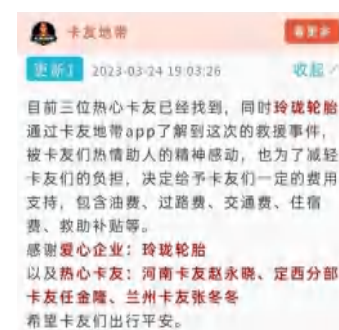 卡友地带
看更多
更新1 2023-03-24 19:03:26 收起
目前三位热心卡友已经找到，同时玲珑轮胎
通过卡友地带app了解到这次的救援事件，
被卡友们热情助人的精神感动，也为了减轻
卡友们的负担，决定给予卡友们一定的费用
支持，包含油费、过路费、交通费、住宿
费、救助补贴等。
感谢爱心企业：玲珑轮胎
以及热心卡友：河南卡友赵永晓、定西分部
卡友任金隆、兰州卡友张冬冬
希望卡友们出行平安。